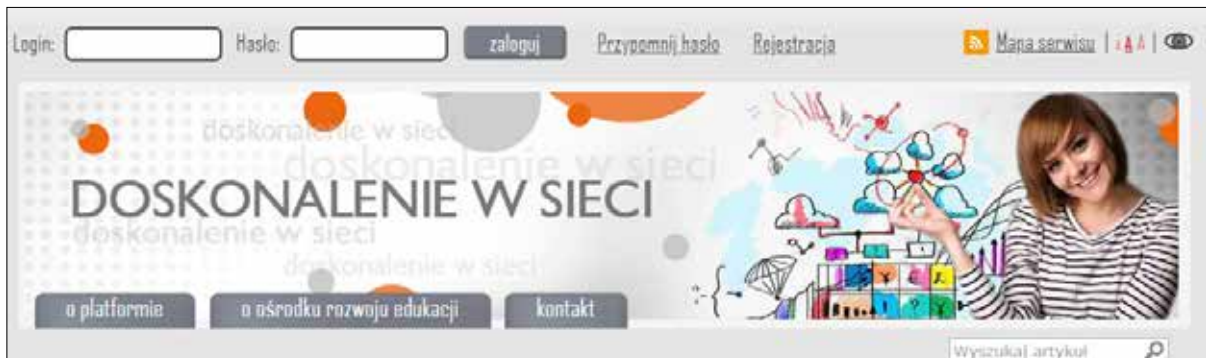 Login: Hasło: zaloguj Przypomnij hasło Rejestracja Mapa serwisu | A A A |
doskonalenie w sieci
doskonalenie w sieci
DOSKONALENIE W SIECI
doskonalenie w sieci
doskonalenie w sieci
o platformie o ośrodku rozwoju edukacji kontakt
Wyszukaj artykuł